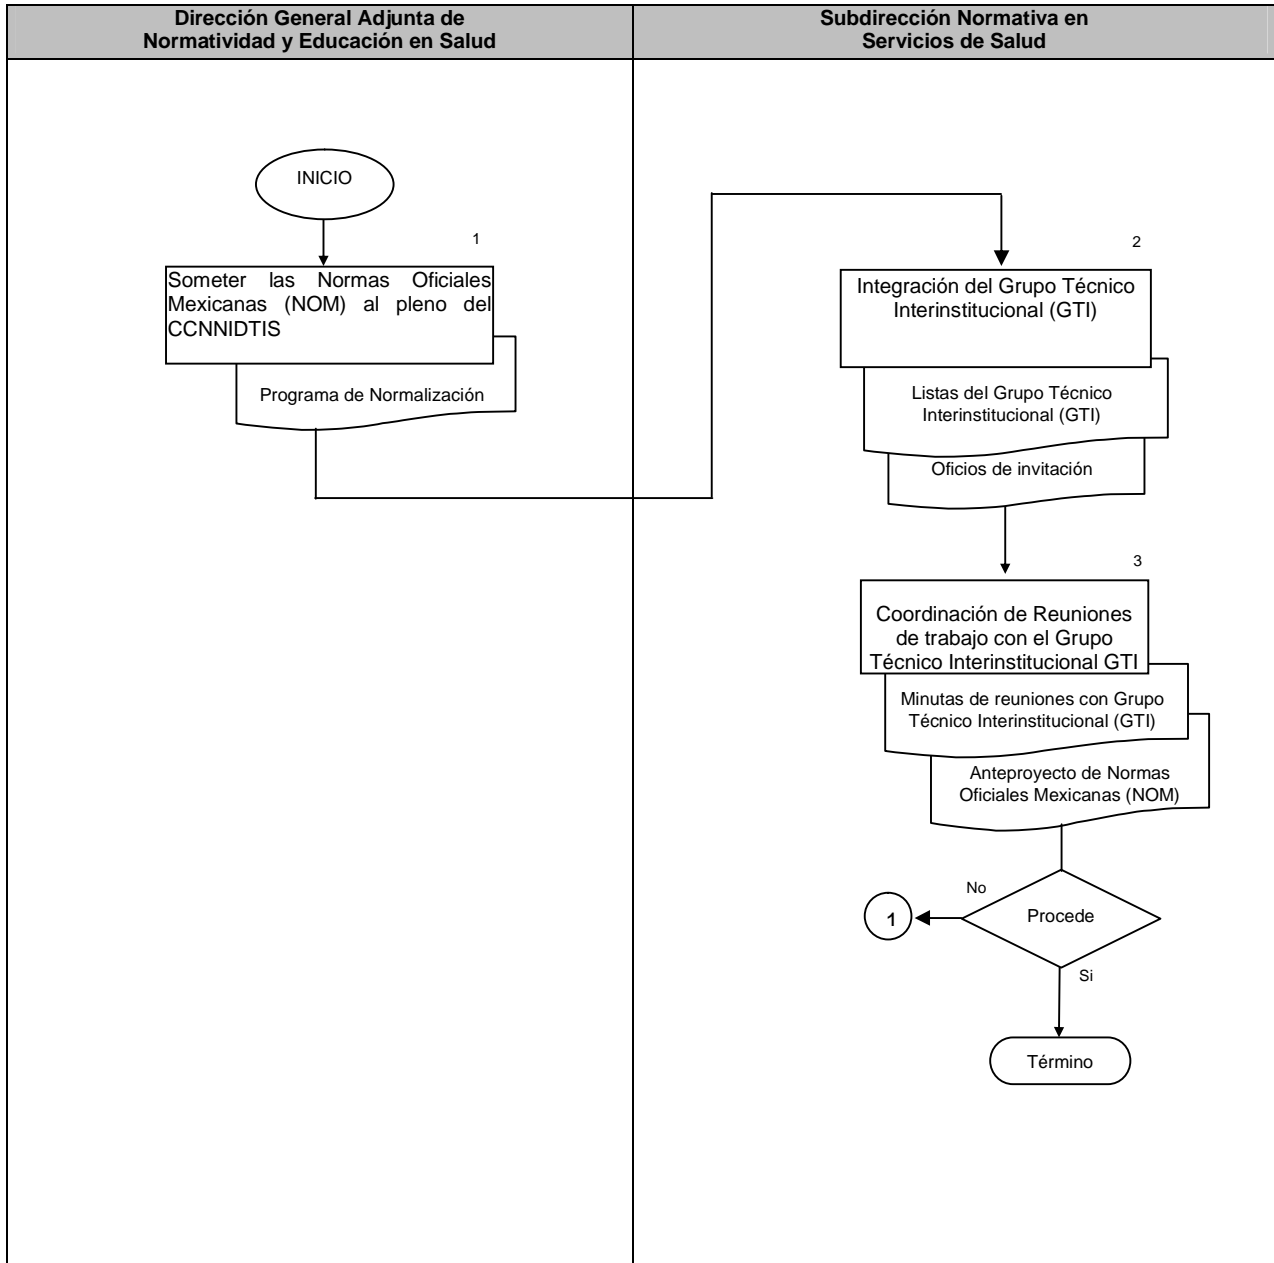 Dirección General Adjunta de
Normatividad y Educación en Salud
Subdirección Normativa en
Servicios de Salud
INICIO
1
Someter las Normas Oficiales
Mexicanas (NOM) al pleno del
CCNNIDTIS
Programa de Normalización
2
Integración del Grupo Técnico
Interinstitucional (GTI)
Listas del Grupo Técnico
Interinstitucional (GTI)
Oficios de invitación
3
Coordinación de Reuniones
de trabajo con el Grupo
Técnico Interinstitucional GTI
Minutas de reuniones con Grupo
Técnico Interinstitucional (GTI)
Anteproyecto de Normas
Oficiales Mexicanas (NOM)
No
1
Procede
Si
Término